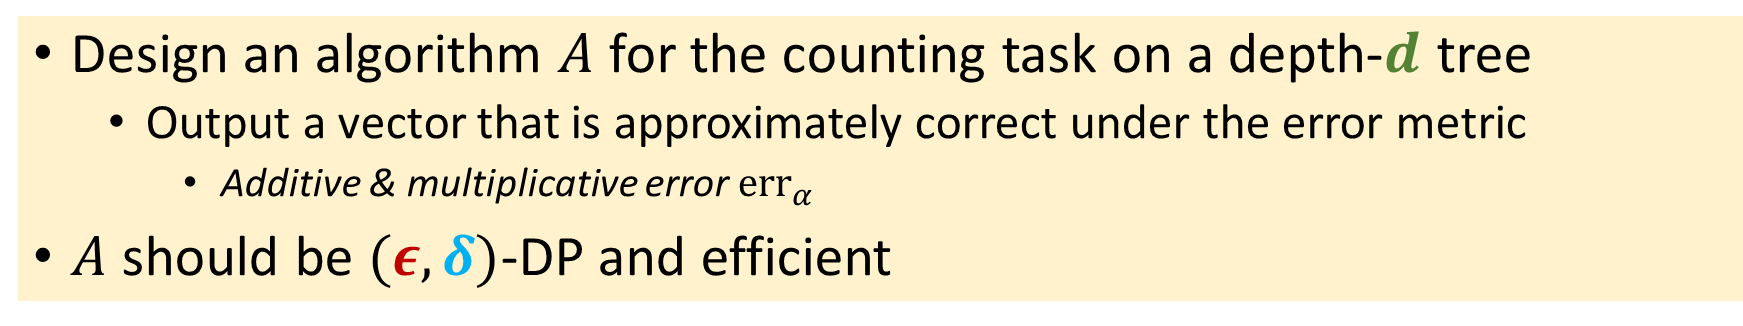 • Design an algorithm A for the counting task on a depth-d tree
• Output a vector that is approximately correct under the error metric
• Additive & multiplicative error err_α
• A should be (ϵ, δ)-DP and efficient